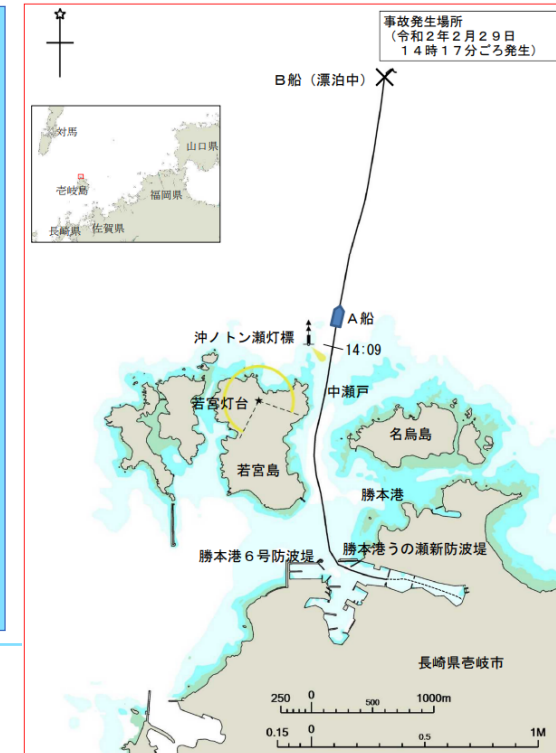 事故発生場所
（令和２年２月２９日
１４時１７分ごろ発生）
Ｂ船（漂泊中）
対馬
山口県
壱岐島
福岡県
佐賀県
長崎県
Ａ船
沖ノトン瀬灯標
14:09
中瀬戸
若宮灯台
名烏島
若宮島
勝本港
勝本港うの瀬新防波堤
勝本港６号防波堤
長崎県壱岐市
250 0 500 1000m
0.15 0 0.5 1M